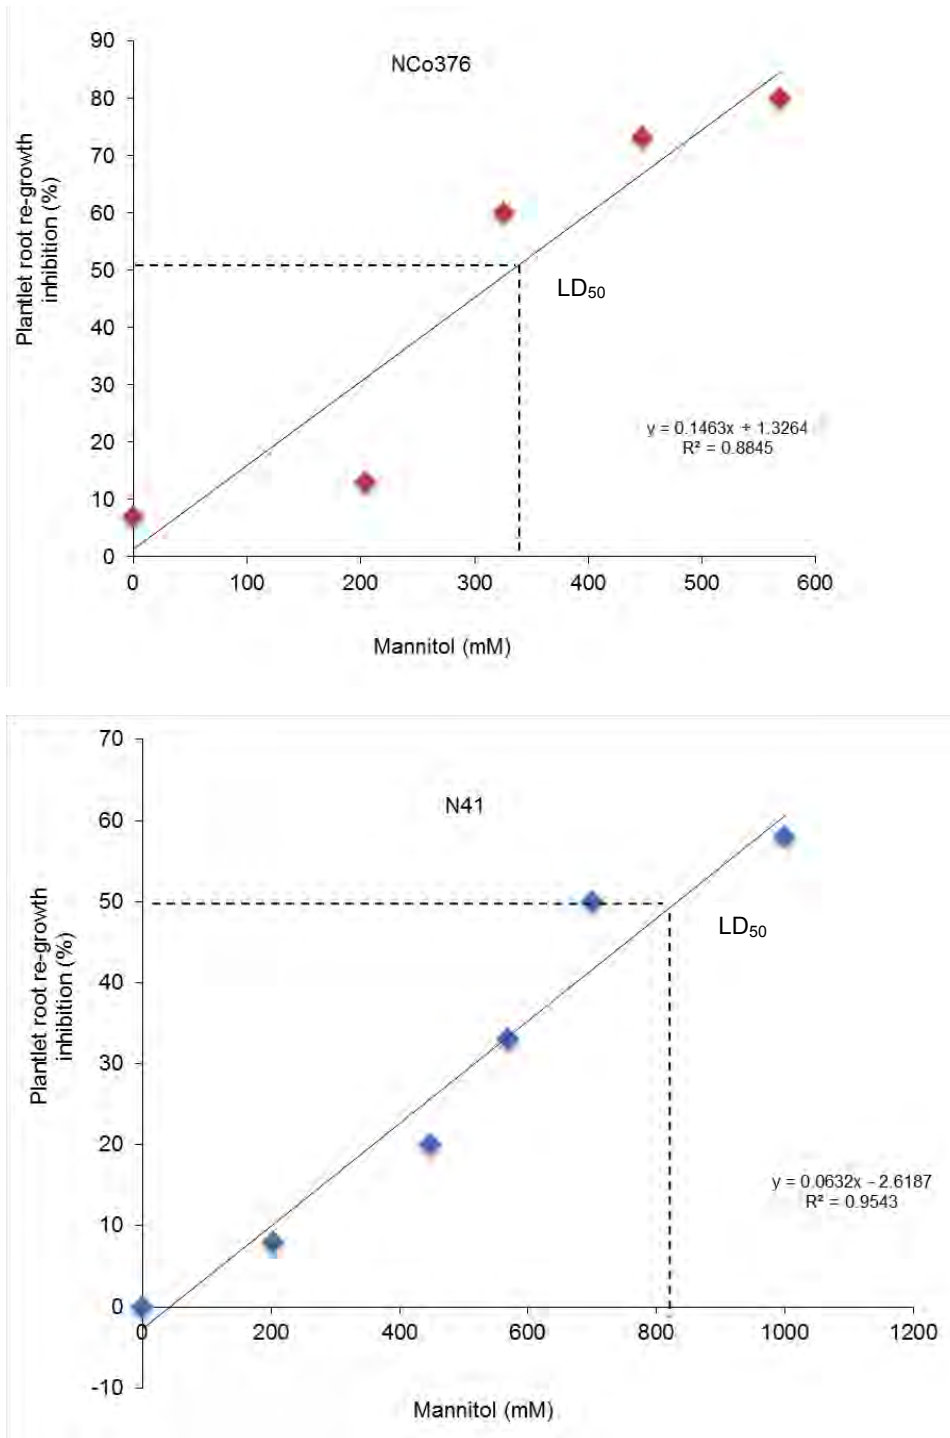 NCo376
90
80
70
60
50
40
30
20
10
0
Plantlet root re-growth
inhibition (%)
LD₅₀
y = 0.1463x + 1.3264
R² = 0.8845
0 100 200 300 400 500 600
Mannitol (mM)
N41
70
60
50
40
30
20
10
0
-10
Plantlet root re-growth
inhibition (%)
LD₅₀
y = 0.0632x - 2.6187
R² = 0.9543
0 200 400 600 800 1000 1200
Mannitol (mM)